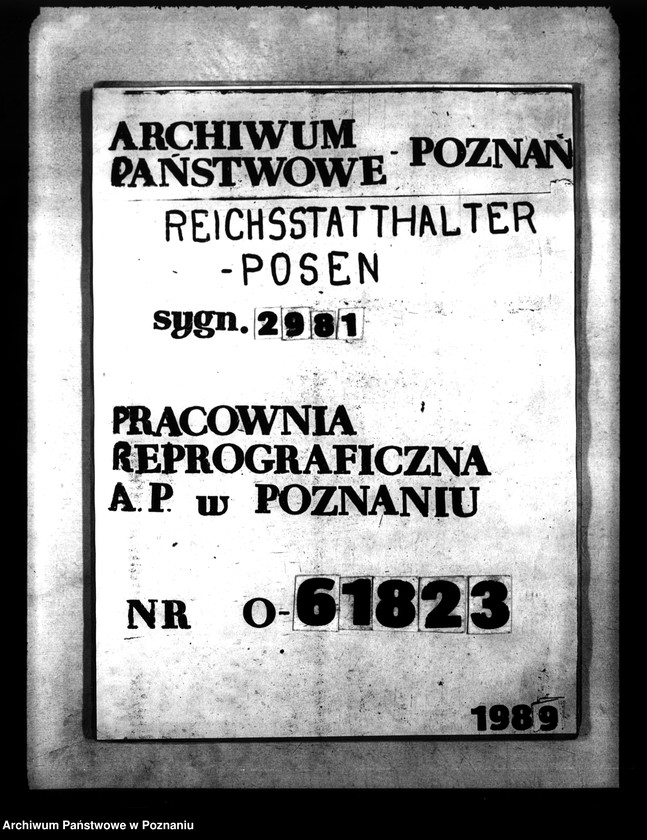 ARCHIWUM
PAŃSTWOWE - POZNAŃ
REICHSSTATTHALTER
-POSEN
sygn. 2981
PRACOWNIA
REPROGRAFICZNA
A.P. w POZNANIU
NR O-61823
1989
Archiwum Państwowe w Poznaniu